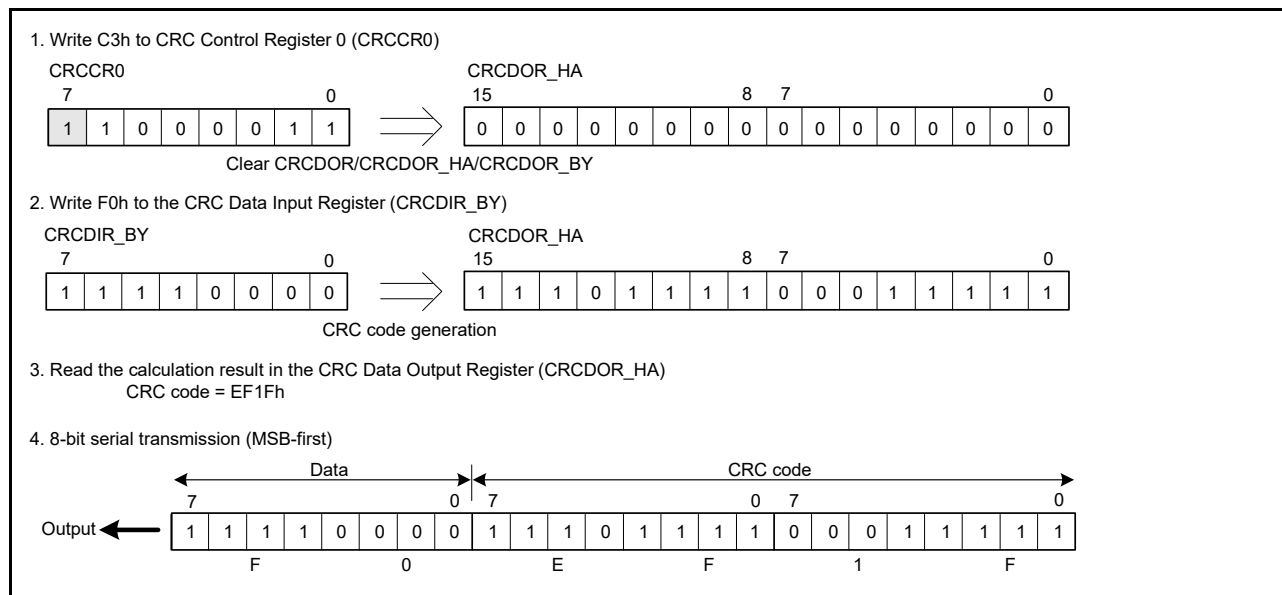 1. Write C3h to CRC Control Register 0 (CRCCR0)
CRCCR0 CRCDOR_HA
7 0 15 8 7 0
1 1 0 0 0 0 1 1 0 0 0 0 0 0 0 0 0 0 0 0 0 0 0 0
Clear CRCDOR/CRCDOR_HA/CRCDOR_BY
2. Write F0h to the CRC Data Input Register (CRCDIR_BY)
CRCDIR_BY CRCDOR_HA
7 0 15 8 7 0
1 1 1 1 0 0 0 0 1 1 1 0 1 1 1 1 0 0 0 1 1 1 1 1
CRC code generation
3. Read the calculation result in the CRC Data Output Register (CRCDOR_HA)
CRC code = EF1Fh
4. 8-bit serial transmission (MSB-first)
Data CRC code
7 0 7 0 7 0
Output 1 1 1 1 0 0 0 0 1 1 1 0 1 1 1 1 0 0 0 1 1 1 1 1
F 0 E F 1 F